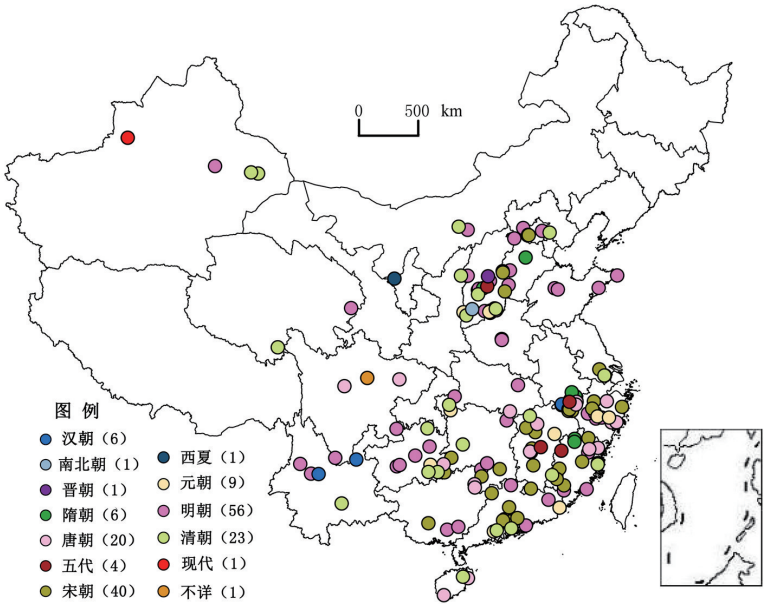 0 500 km
图 例
汉朝（6）
南北朝（1）
晋朝（1）
隋朝（6）
唐朝（20）
五代（4）
宋朝（40）
西夏（1）
元朝（9）
明朝（56）
清朝（23）
现代（1）
不详（1）